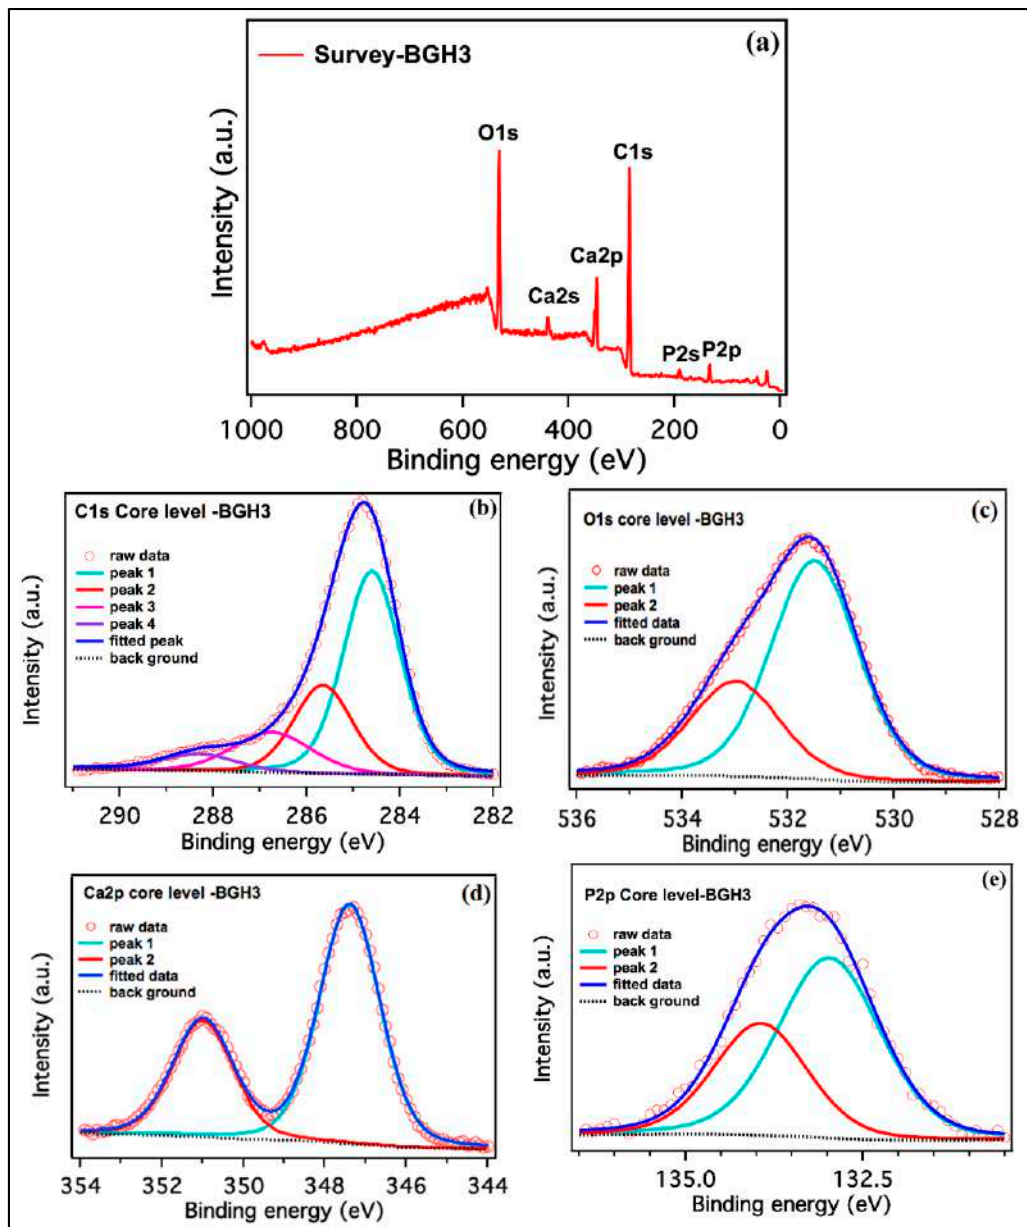 (a)
Survey-BGH3
O1s
C1s
Ca2p
Ca2s
P2s
P2p
Intensity (a.u.)
1000
800
600
400
200
0
Binding energy (eV)
(b)
C1s Core level -BGH3
raw data
peak 1
peak 2
peak 3
peak 4
fitted peak
back ground
Intensity (a.u.)
290
288
286
284
282
Binding energy (eV)
(c)
O1s core level -BGH3
raw data
peak 1
peak 2
fitted data
back ground
Intensity (a.u.)
536
534
532
530
528
Binding energy (eV)
(d)
Ca2p core level -BGH3
raw data
peak 1
peak 2
fitted data
back ground
Intensity (a.u.)
354
352
350
348
346
344
Binding energy (eV)
(e)
P2p Core level-BGH3
raw data
peak 1
peak 2
fitted data
back ground
Intensity (a.u.)
135.0
132.5
Binding energy (eV)